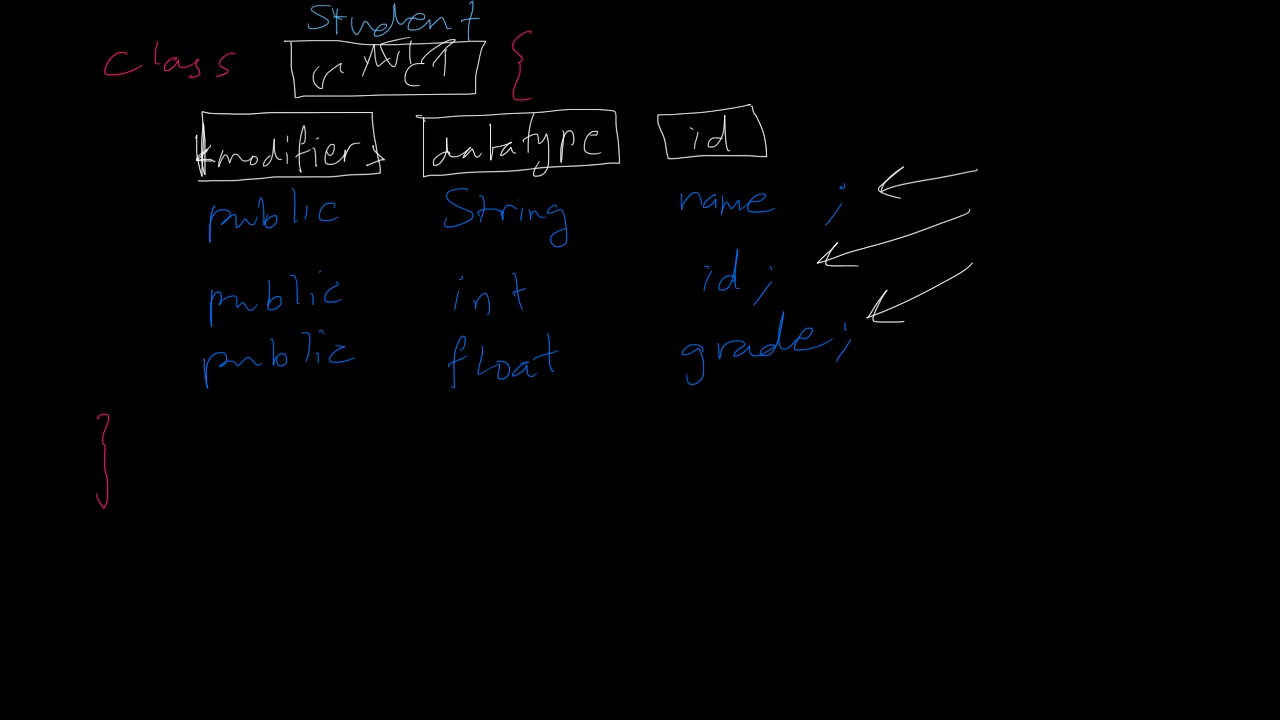 Student
class {
<modifier> datatype id
public String name ;
public int id ;
public float grade ;
}